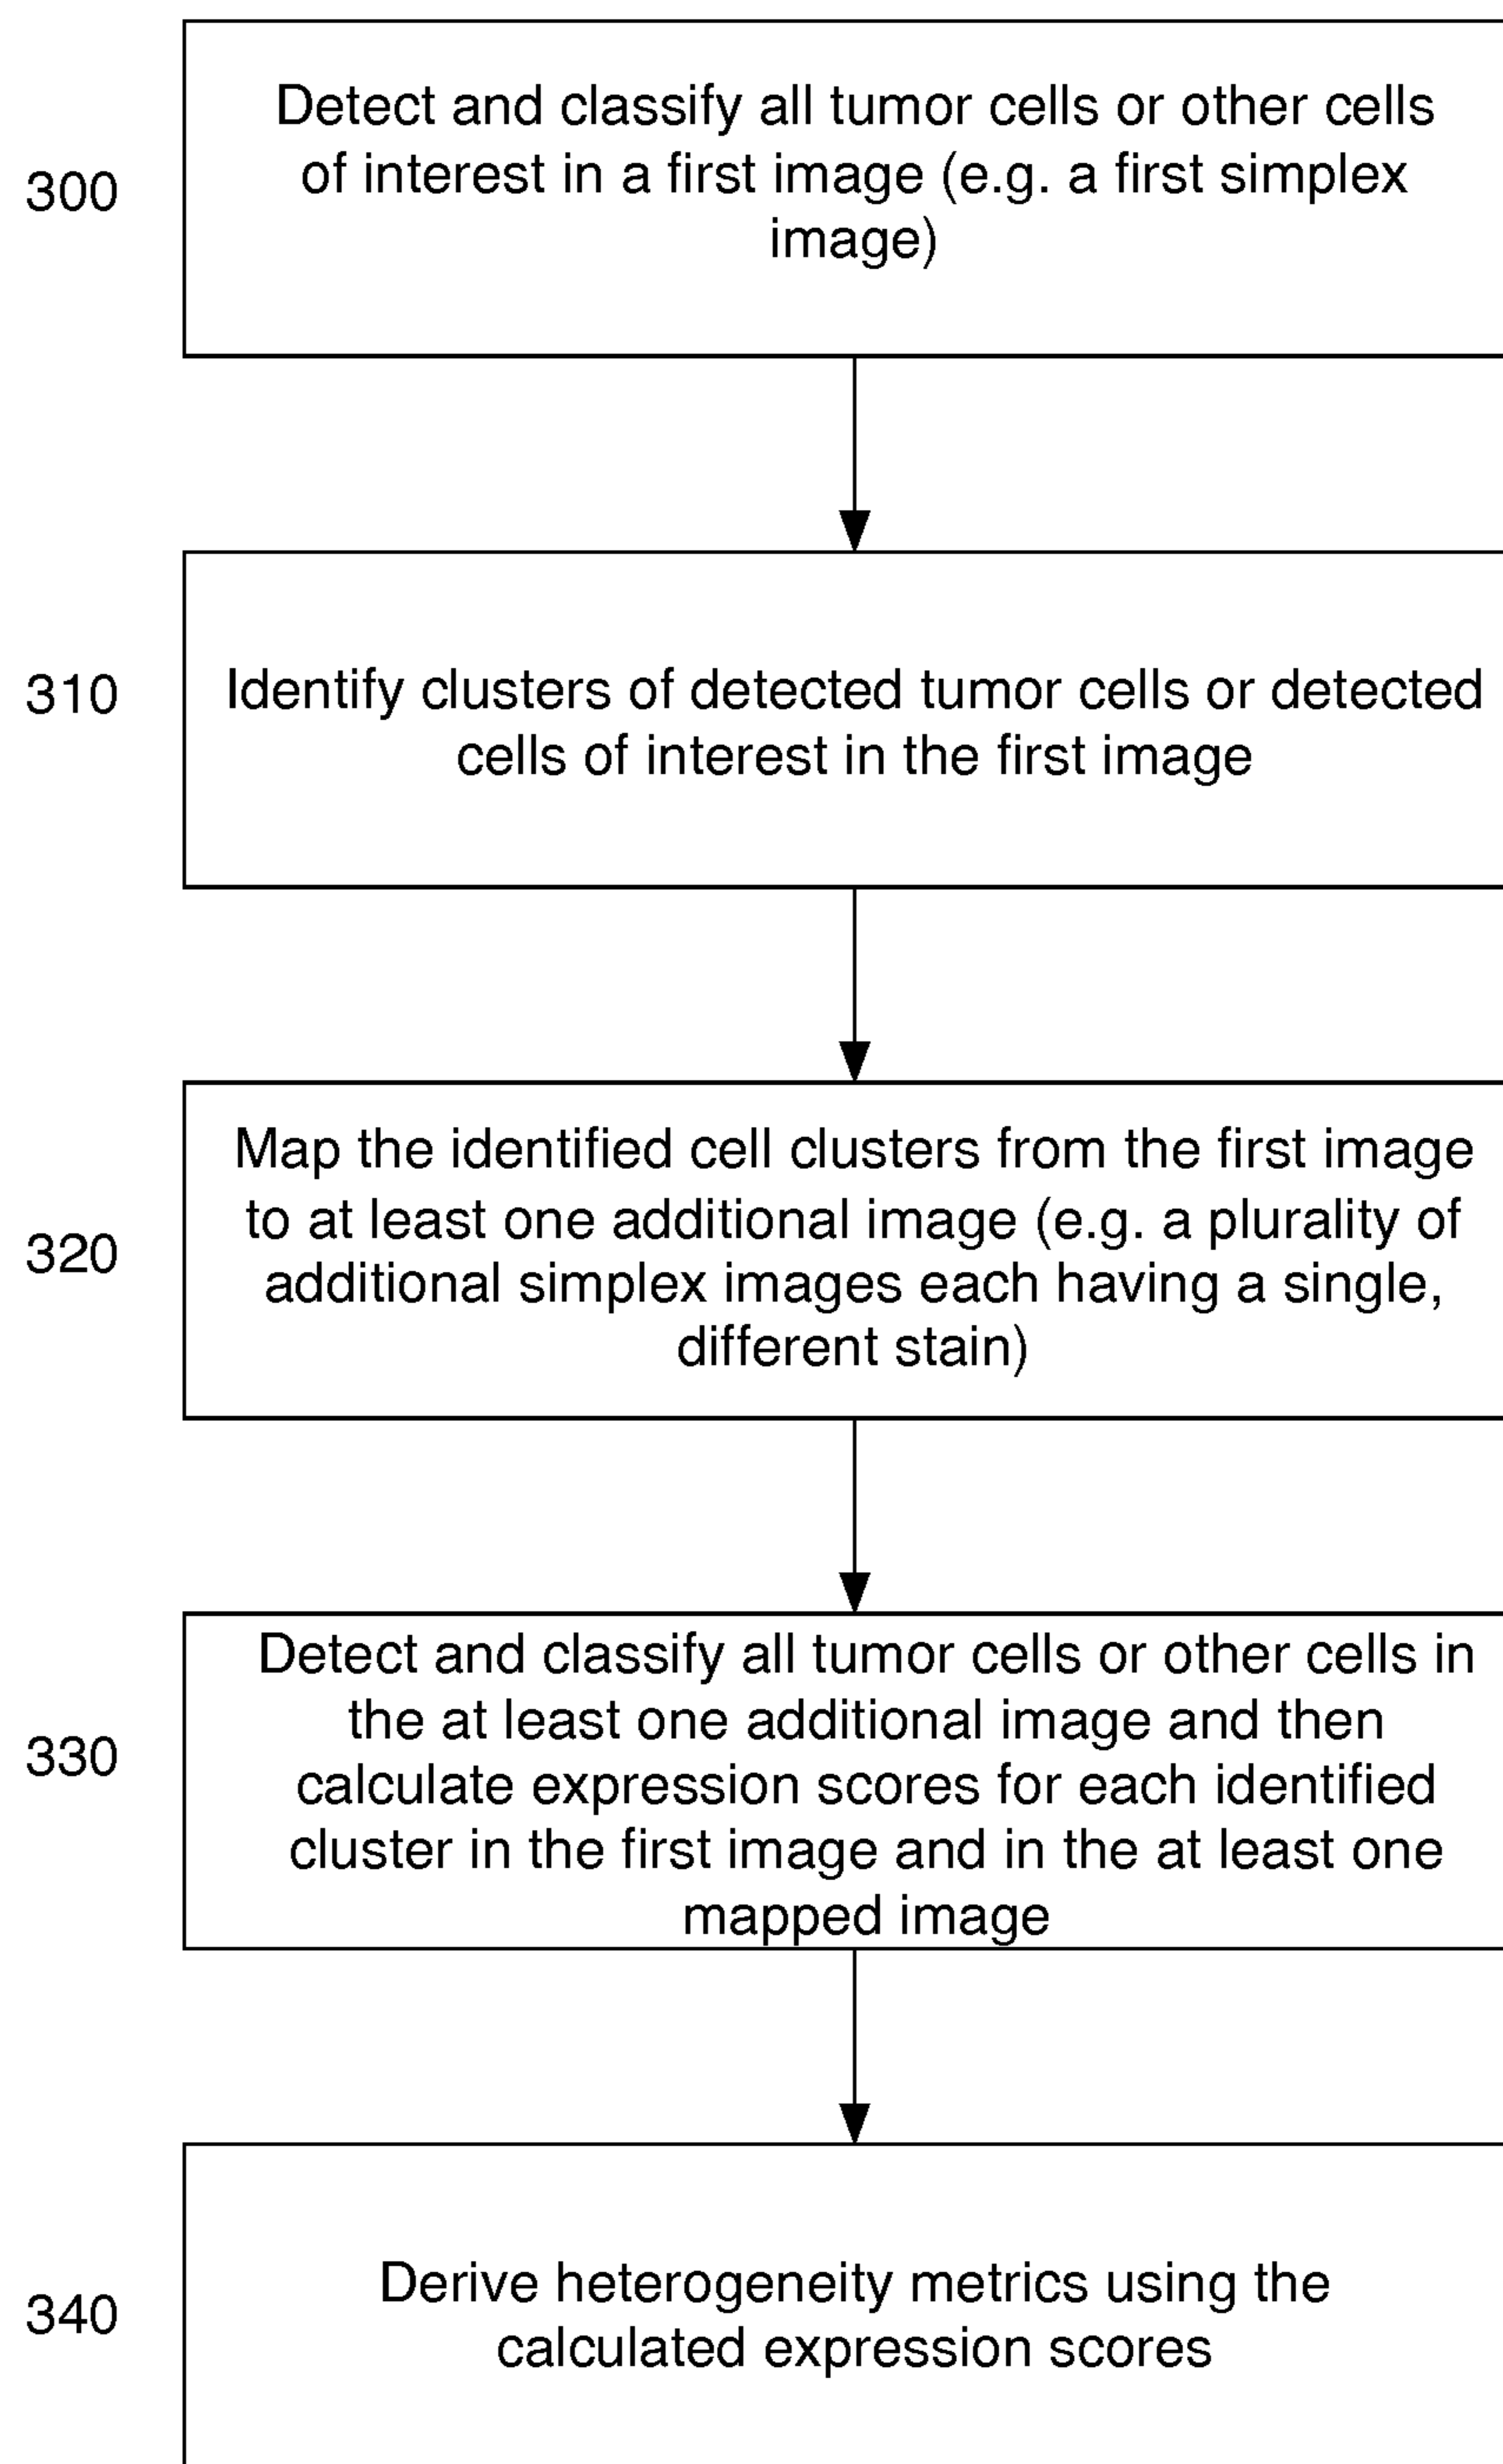 300
Detect and classify all tumor cells or other cells
of interest in a first image (e.g. a first simplex
image)
310
Identify clusters of detected tumor cells or detected
cells of interest in the first image
320
Map the identified cell clusters from the first image
to at least one additional image (e.g. a plurality of
additional simplex images each having a single,
different stain)
330
Detect and classify all tumor cells or other cells in
the at least one additional image and then
calculate expression scores for each identified
cluster in the first image and in the at least one
mapped image
340
Derive heterogeneity metrics using the
calculated expression scores